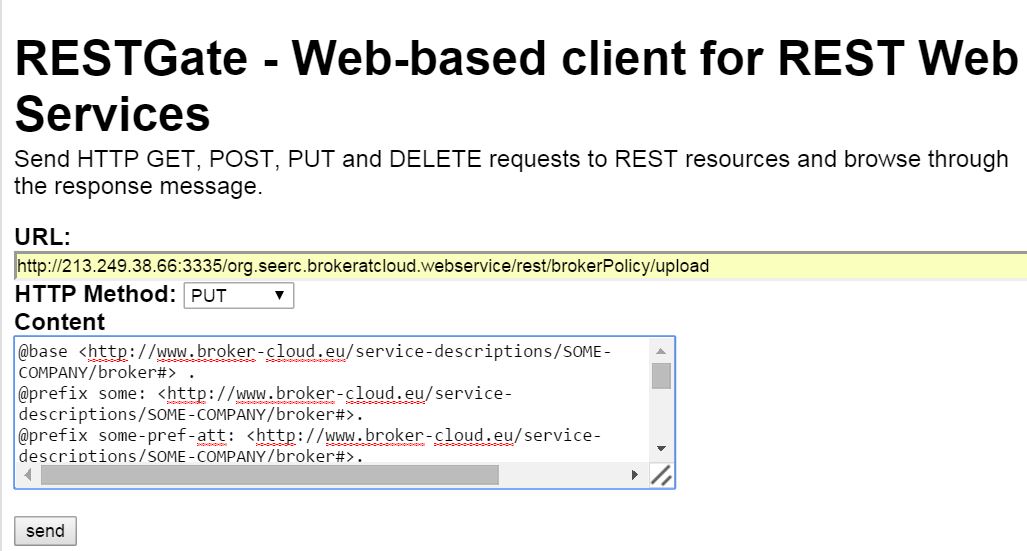 RESTGate - Web-based client for REST Web
Services
Send HTTP GET, POST, PUT and DELETE requests to REST resources and browse through
the response message.
URL:
http://213.249.38.66:3335/org.seerc.brokeratcloud.webservice/rest/brokerPolicy/upload
HTTP Method: PUT
Content
@base <http://www.broker-cloud.eu/service-descriptions/SOME-
COMPANY/broker#> .
@prefix some: <http://www.broker-cloud.eu/service-
descriptions/SOME-COMPANY/broker#>.
@prefix some-pref-att: <http://www.broker-cloud.eu/service-
descriptions/SOME-COMPANY/broker#>.
send